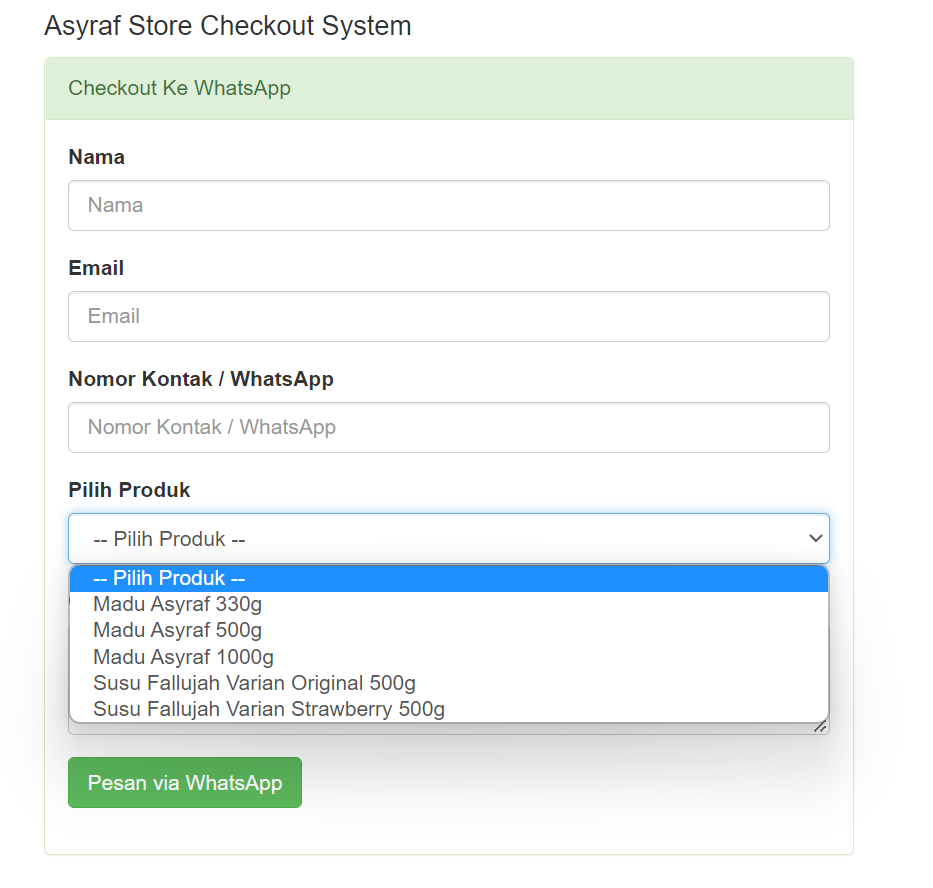 Asyraf Store Checkout System
Checkout Ke WhatsApp
Nama
Nama
Email
Email
Nomor Kontak / WhatsApp
Nomor Kontak / WhatsApp
Pilih Produk
-- Pilih Produk --
-- Pilih Produk --
Madu Asyraf 330g
Madu Asyraf 500g
Madu Asyraf 1000g
Susu Fallujah Varian Original 500g
Susu Fallujah Varian Strawberry 500g
Pesan via WhatsApp